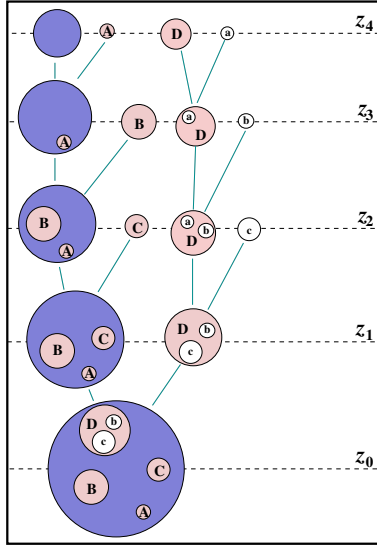 A D a z₄
a A D B b z₃
B a b D A C c z₂
D b C B c A z₁
D b c C B A z₀